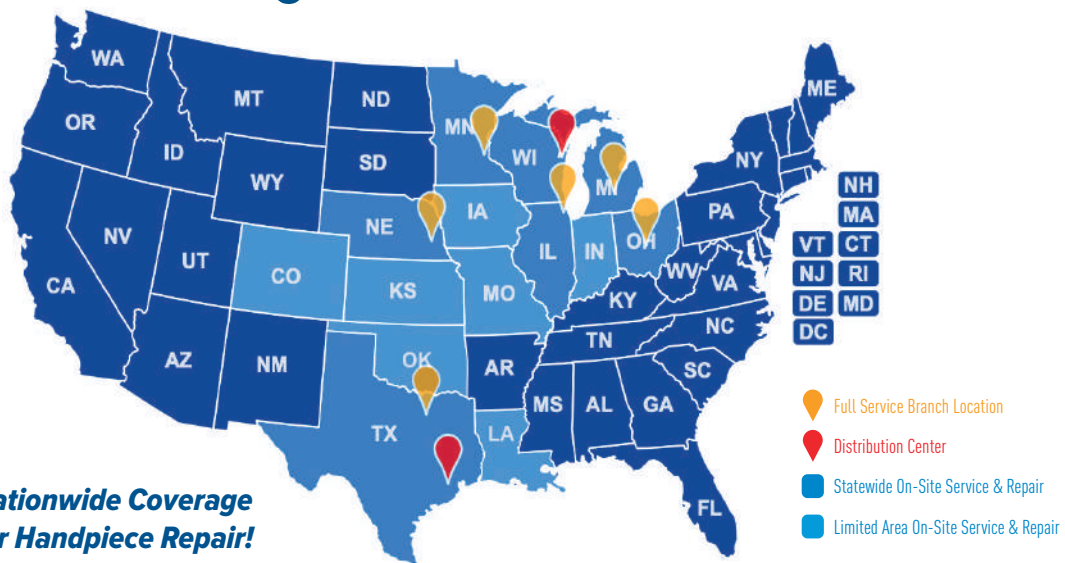 WA
MT
ND
MN
ME
OR
ID
SD
WI
NY
WY
MI
NH
NE
IA
PA
MA
NV
UT
IL
IN
OH
VT
CT
CA
CO
KS
MO
WV
VA
NJ
RI
KY
DE
MD
AZ
NM
OK
AR
TN
NC
DC
SC
TX
LA
MS
AL
GA
FL
Full Service Branch Location
Distribution Center
Statewide On-Site Service & Repair
Limited Area On-Site Service & Repair
ationwide Coverage
r Handpiece Repair!